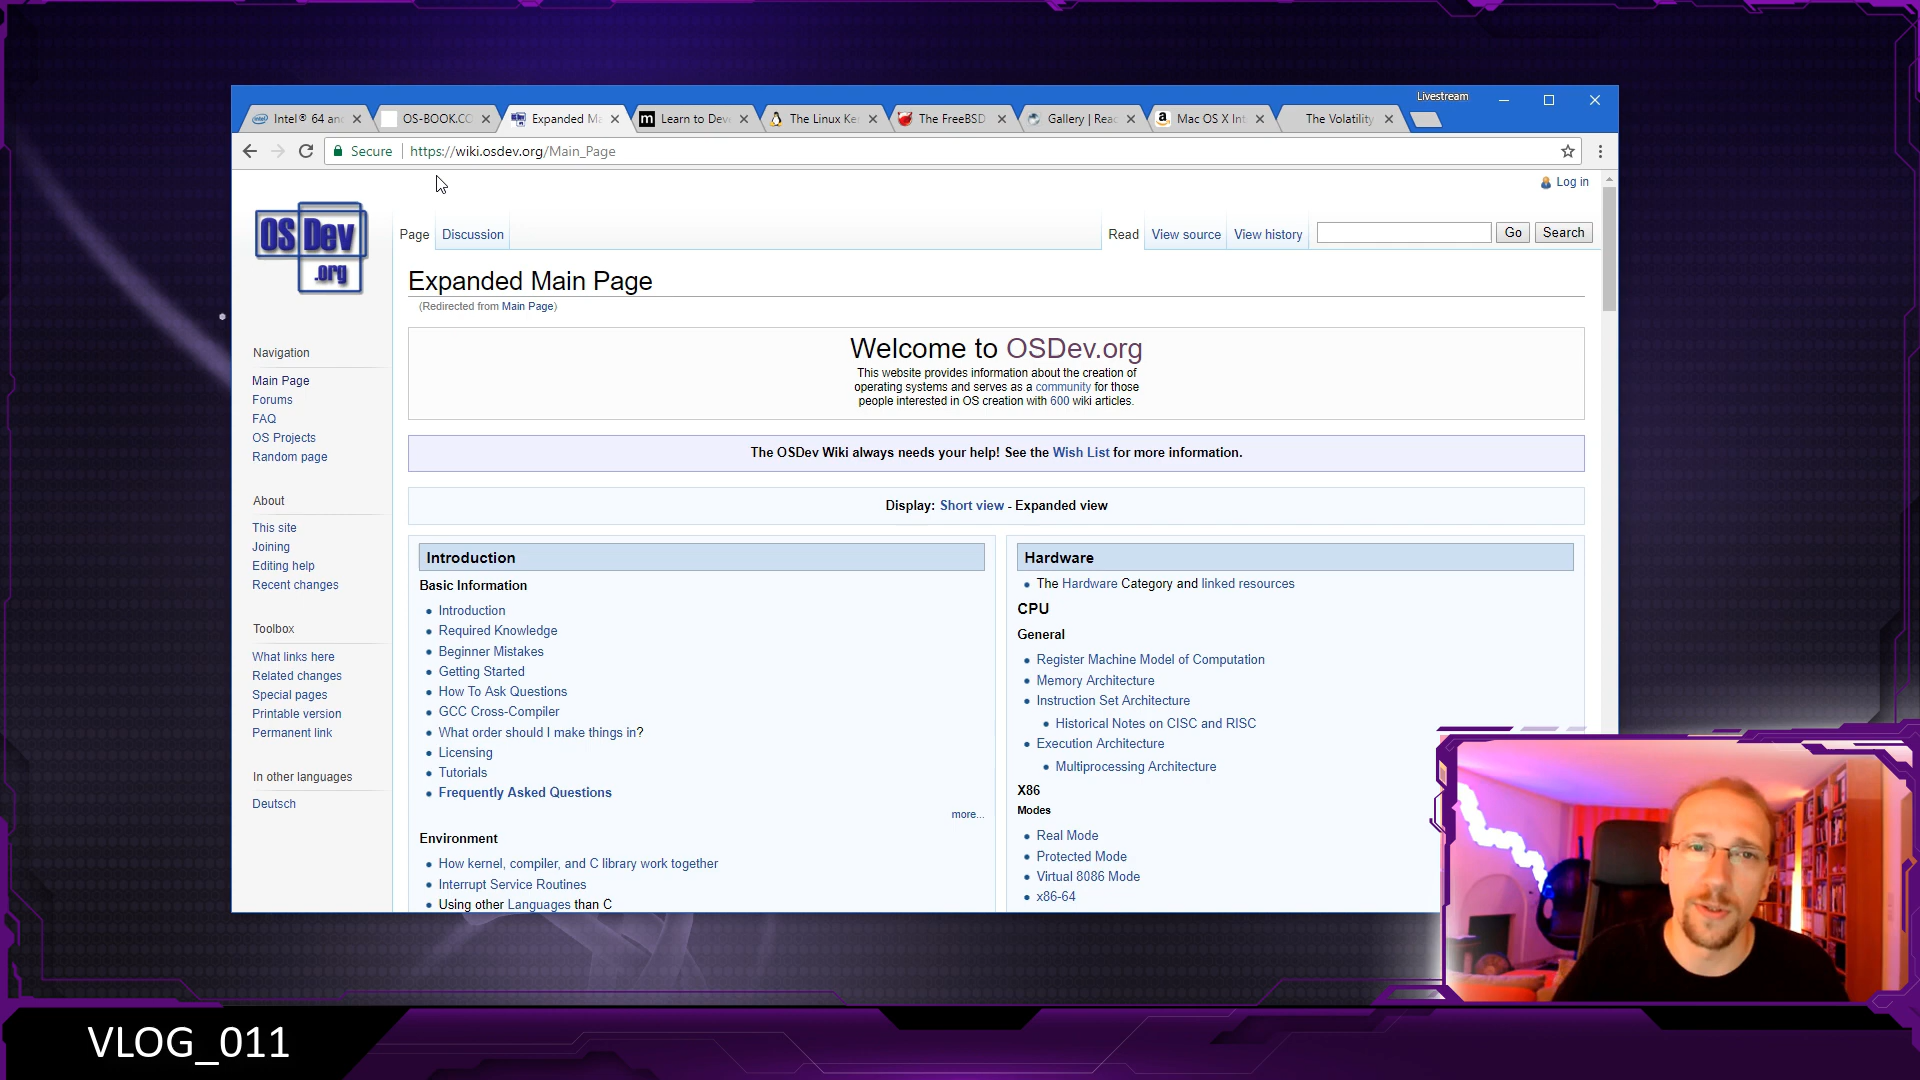 Livestream
Intel® 64 and
OS-BOOK.CO
Expanded Ma
Learn to Deve
The Linux Ker
The FreeBSD
Gallery | Reac
Mac OS X Int
The Volatility
Secure
https://wiki.osdev.org/Main_Page
Log in
OS Dev
.org
Page
Discussion
Read
View source
View history
Go
Search
Expanded Main Page
(Redirected from Main Page)
Welcome to OSDev.org
This website provides information about the creation of
operating systems and serves as a community for those
people interested in OS creation with 600 wiki articles.
The OSDev Wiki always needs your help! See the Wish List for more information.
Display: Short view - Expanded view
Navigation
Main Page
Forums
FAQ
OS Projects
Random page
About
This site
Joining
Editing help
Recent changes
Toolbox
What links here
Related changes
Special pages
Printable version
Permanent link
In other languages
Deutsch
Introduction
Basic Information
Introduction
Required Knowledge
Beginner Mistakes
Getting Started
How To Ask Questions
GCC Cross-Compiler
What order should I make things in?
Licensing
Tutorials
Frequently Asked Questions
more...
Environment
How kernel, compiler, and C library work together
Interrupt Service Routines
Using other Languages than C
Hardware
The Hardware Category and linked resources
CPU
General
Register Machine Model of Computation
Memory Architecture
Instruction Set Architecture
Historical Notes on CISC and RISC
Execution Architecture
Multiprocessing Architecture
X86
Modes
Real Mode
Protected Mode
Virtual 8086 Mode
x86-64
VLOG_011